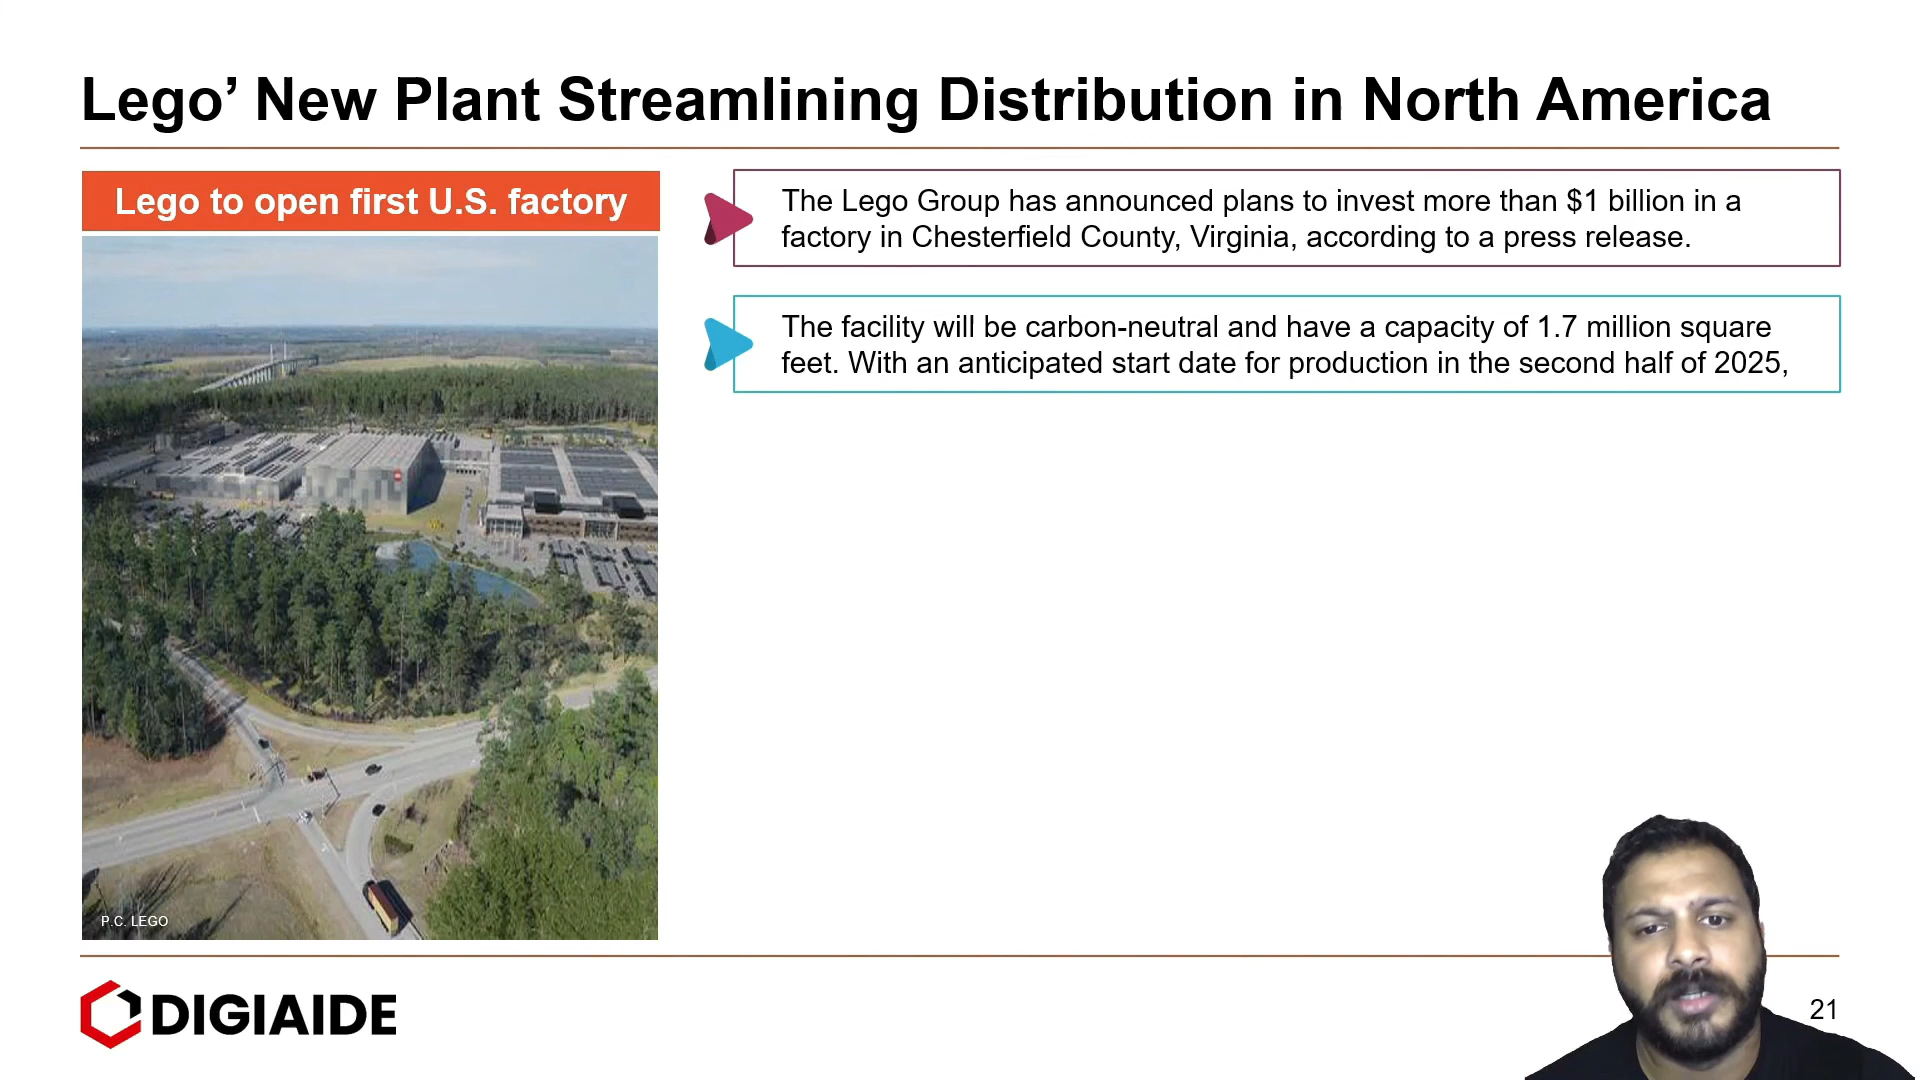 Lego’ New Plant Streamlining Distribution in North America
Lego to open first U.S. factory
The Lego Group has announced plans to invest more than $1 billion in a
factory in Chesterfield County, Virginia, according to a press release.
The facility will be carbon-neutral and have a capacity of 1.7 million square
feet. With an anticipated start date for production in the second half of 2025,
P.C. LEGO
DIGIAIDE
21